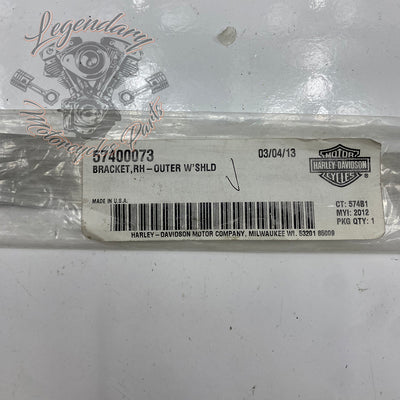 Legendary
Motorcycles Parts
57400073
03/04/13
BRACKET,RH-OUTER W'SHLD
MOTOR
HARLEY-DAVIDSON
CYCLES
®
MADE IN U.S.A.
CT: 574B1
MYI: 2012
PKG QTY: 1
HARLEY-DAVIDSON MOTOR COMPANY, MILWAUKEE WI. 53201 85009